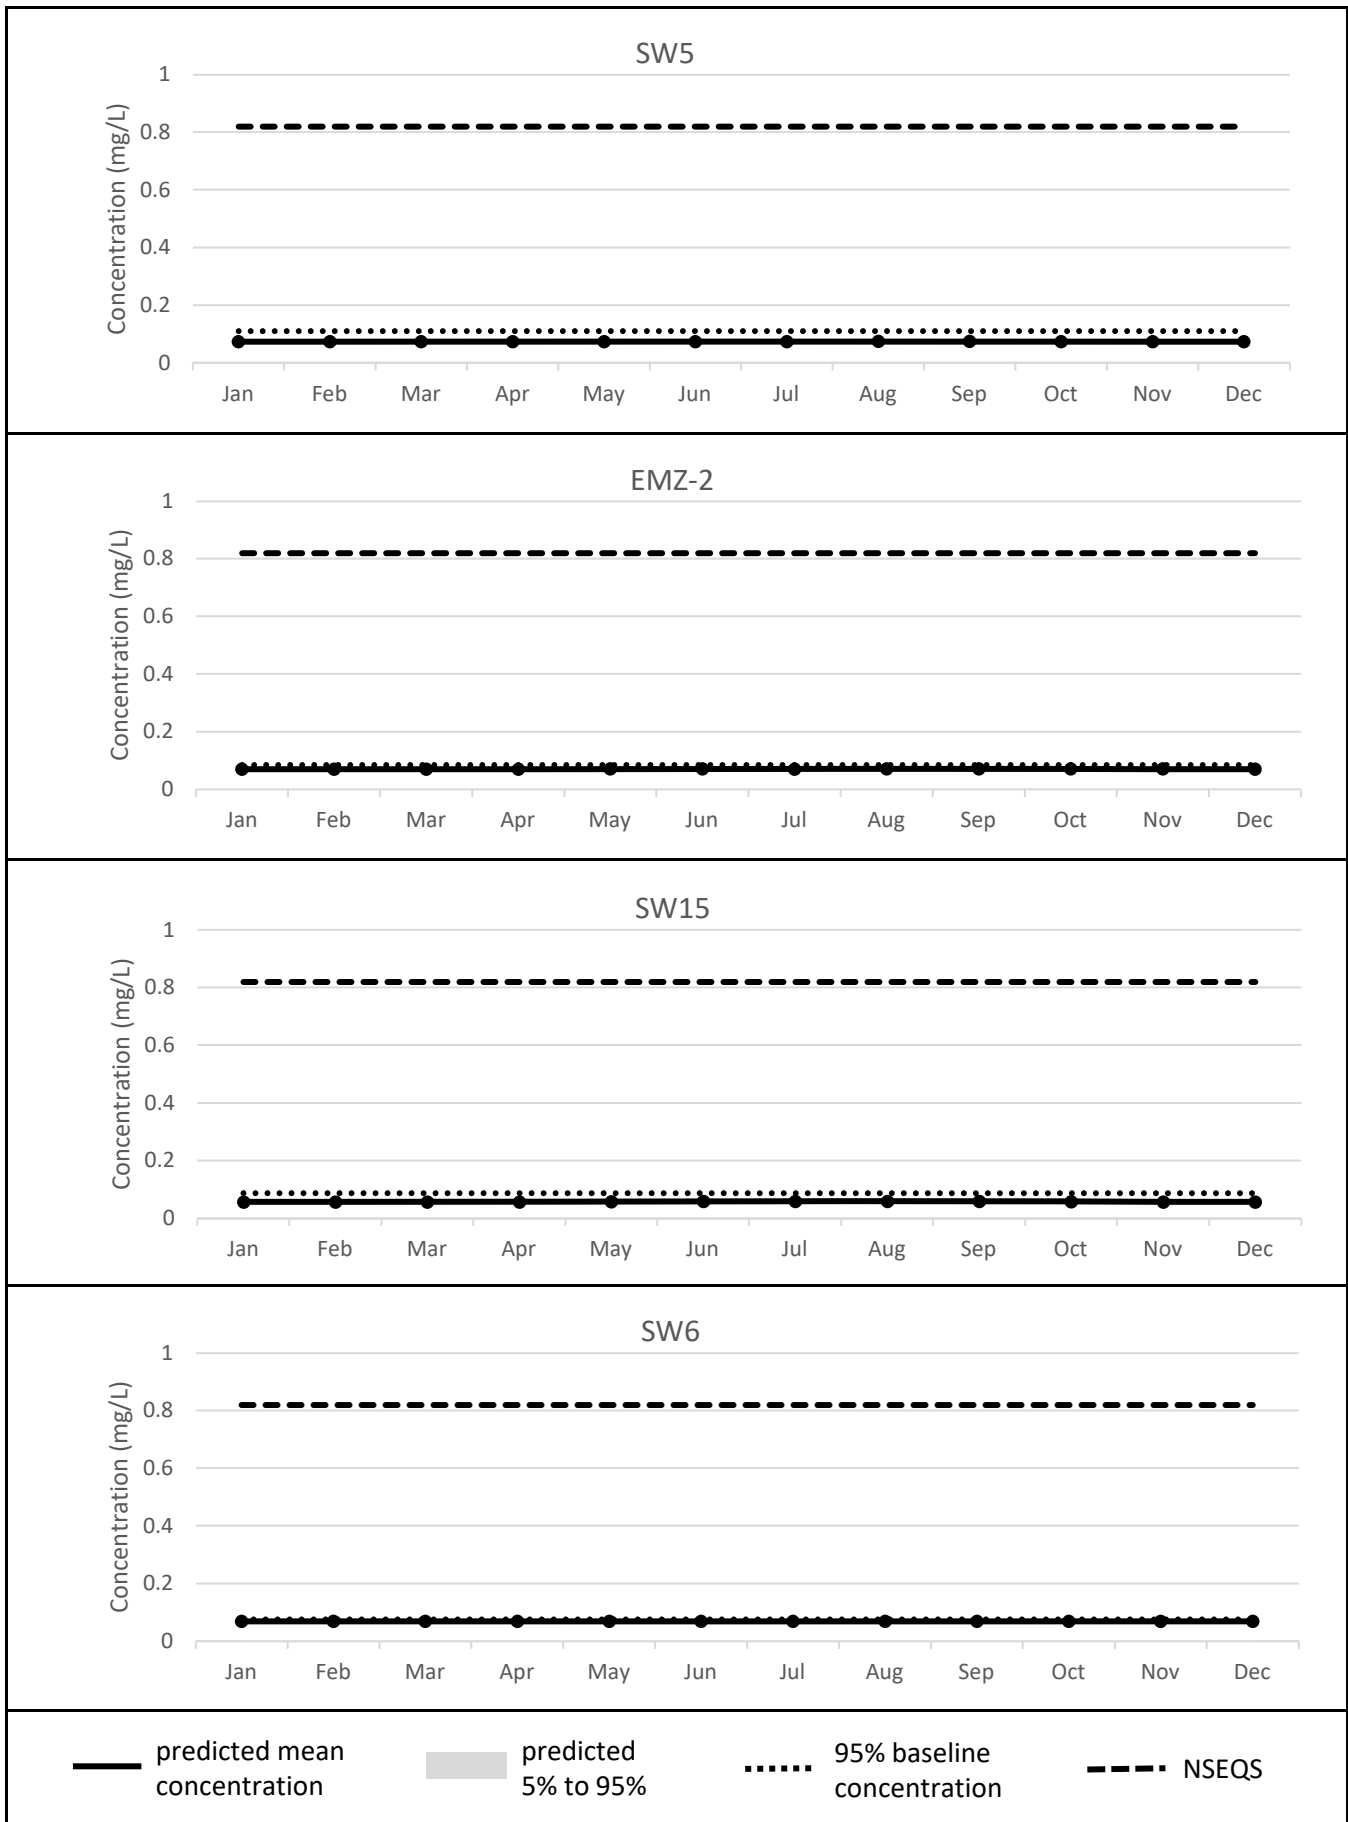 SW5
Concentration (mg/L)
1
0.8
0.6
0.4
0.2
0
Jan Feb Mar Apr May Jun Jul Aug Sep Oct Nov Dec
EMZ-2
Concentration (mg/L)
1
0.8
0.6
0.4
0.2
0
Jan Feb Mar Apr May Jun Jul Aug Sep Oct Nov Dec
SW15
Concentration (mg/L)
1
0.8
0.6
0.4
0.2
0
Jan Feb Mar Apr May Jun Jul Aug Sep Oct Nov Dec
SW6
Concentration (mg/L)
1
0.8
0.6
0.4
0.2
0
Jan Feb Mar Apr May Jun Jul Aug Sep Oct Nov Dec
predicted mean
concentration
predicted
5% to 95%
95% baseline
concentration
NSEQS